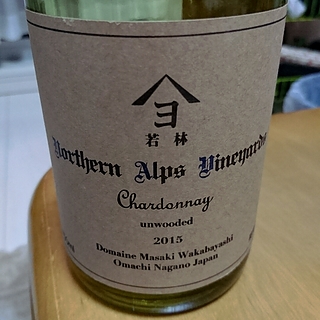 ヨ
若林
Northern Alps Vineyards
Chardonnay
unwooded
2015
Domaine Masaki Wakabayashi
Omachi Nagano Japan